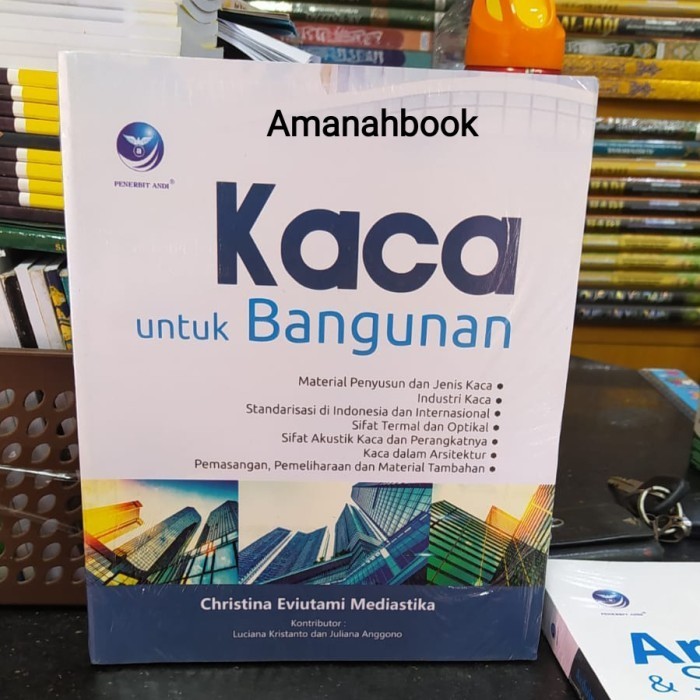 Amanahbook
PENERBIT ANDI®
Kaca
untuk Bangunan
Material Penyusun dan Jenis Kaca •
Industri Kaca •
Standarisasi di Indonesia dan Internasional •
Sifat Termal dan Optikal •
Sifat Akustik Kaca dan Perangkatnya •
Kaca dalam Arsitektur •
Pemasangan, Pemeliharaan dan Material Tambahan •
Christina Eviutami Mediastika
Kontributor :
Luciana Kristanto dan Juliana Anggono